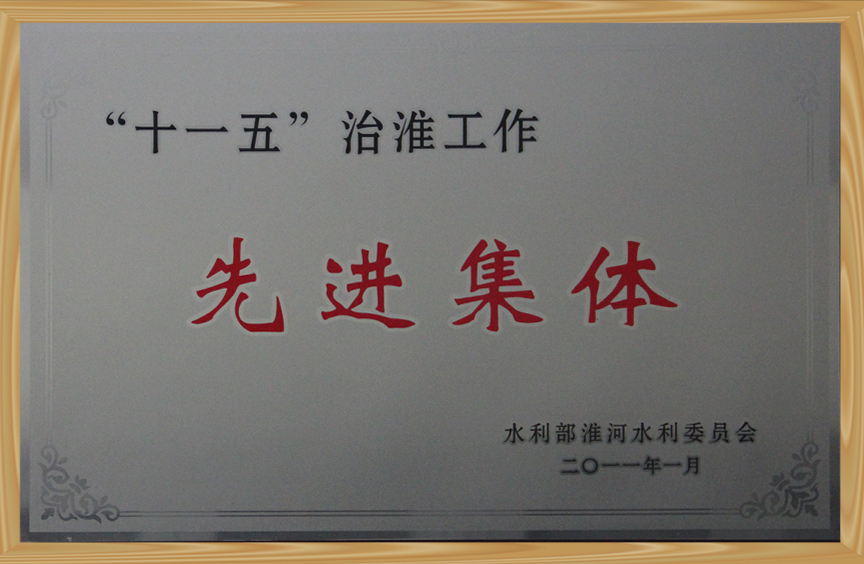 “十一五”治淮工作
先进集体
水利部淮河水利委员会
二〇一一年一月